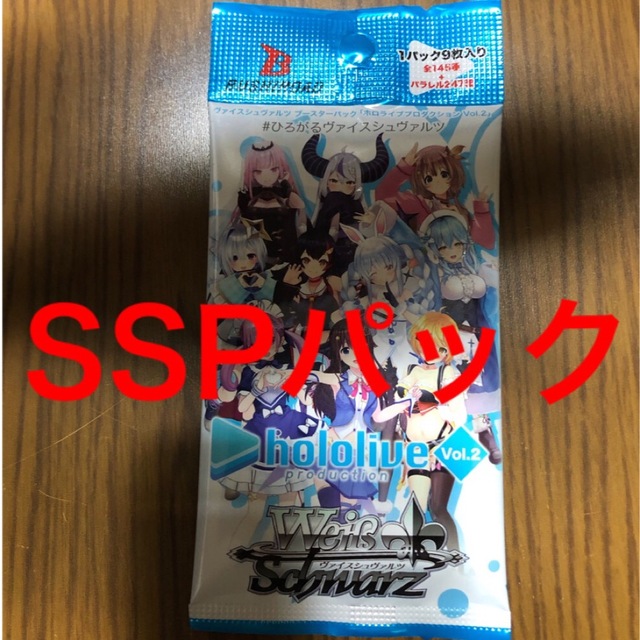 B
1パック9枚入り
全145種
+
パラレル247種
ヴァイスシュヴァルツ ブースターパック「ホロライブプロダクション Vol.2」
#ひろがるヴァイスシュヴァルツ
SSPパック
hololive Vol.2
production
Weiß
ヴァイスシュヴァルツ
Schwarz